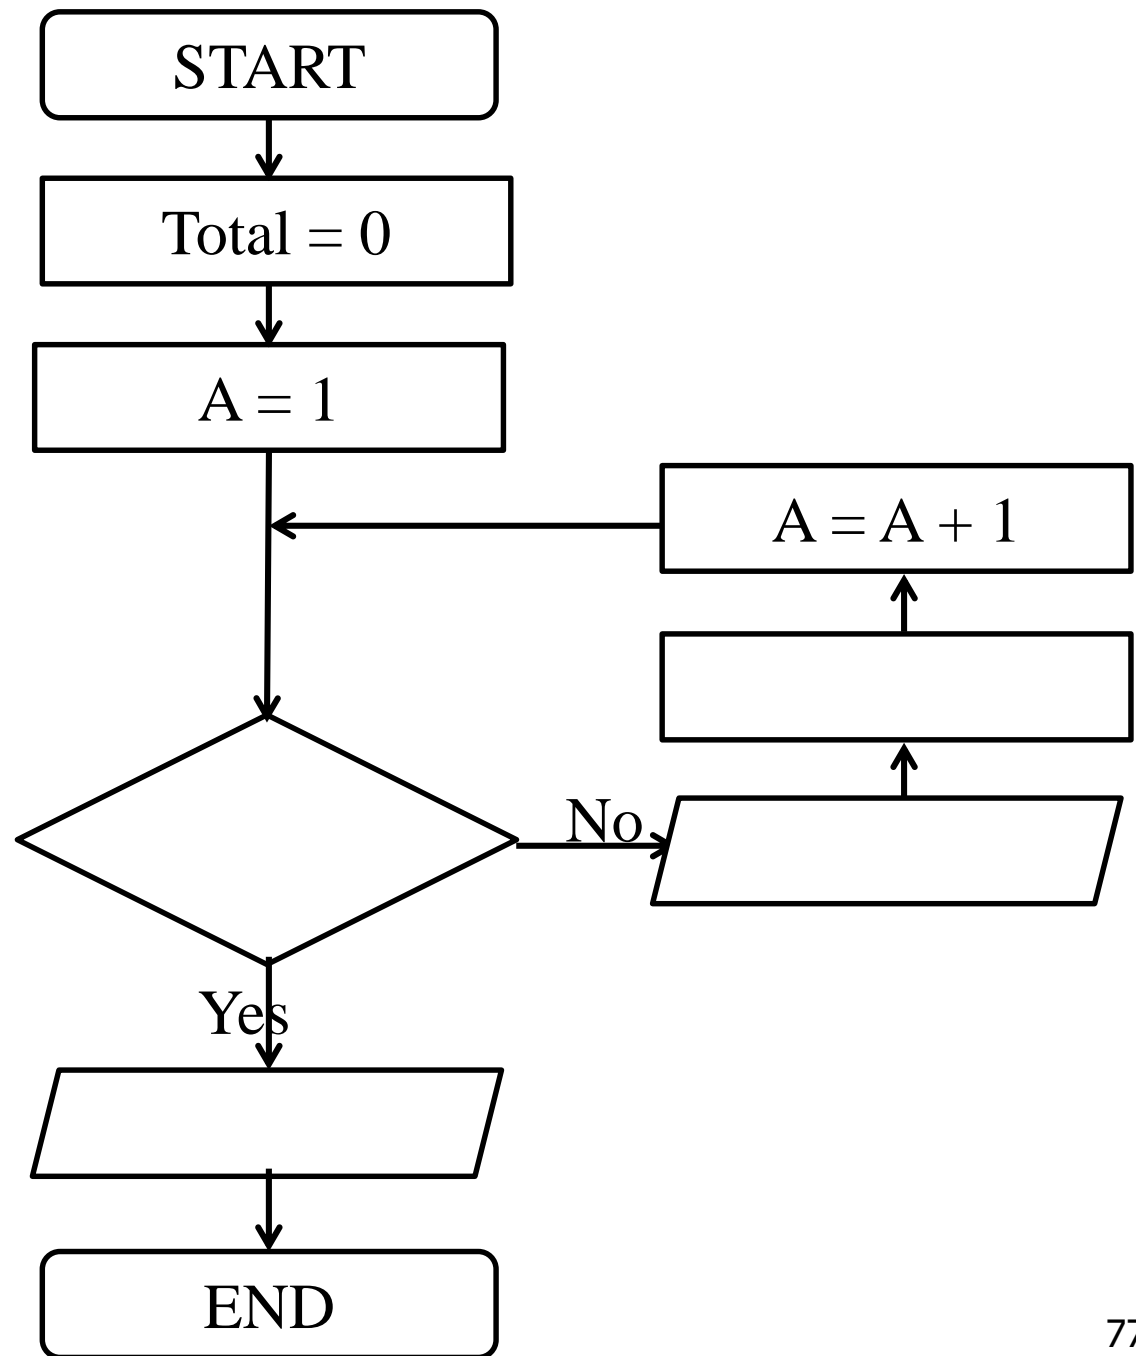 START
Total = 0
A = 1
A = A + 1
No
Yes
END
77